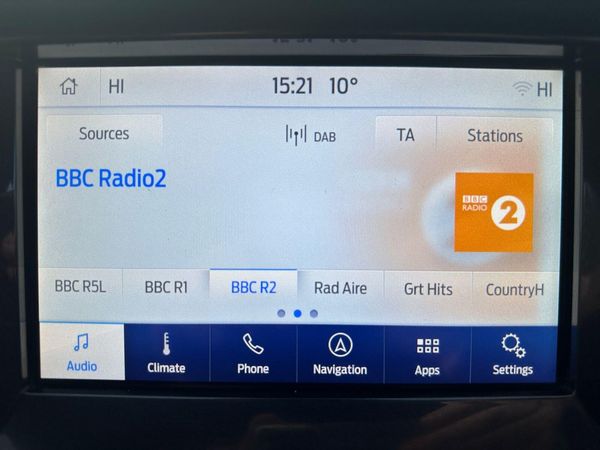 HI 15:21 10° HI
Sources DAB TA Stations
BBC Radio2
BBC
RADIO 2
BBC R5L BBC R1 BBC R2 Rad Aire Grt Hits CountryH
Audio Climate Phone Navigation Apps Settings